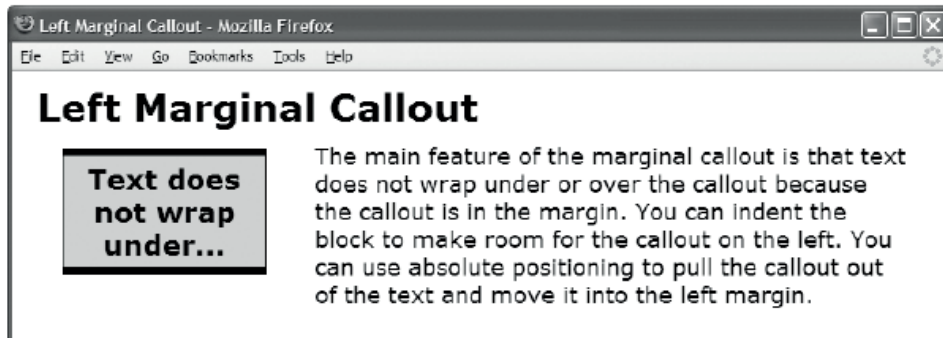 Left Marginal Callout - Mozilla Firefox
File Edit View Go Bookmarks Tools Help
Left Marginal Callout
Text does
not wrap
under...
The main feature of the marginal callout is that text
does not wrap under or over the callout because
the callout is in the margin. You can indent the
block to make room for the callout on the left. You
can use absolute positioning to pull the callout out
of the text and move it into the left margin.